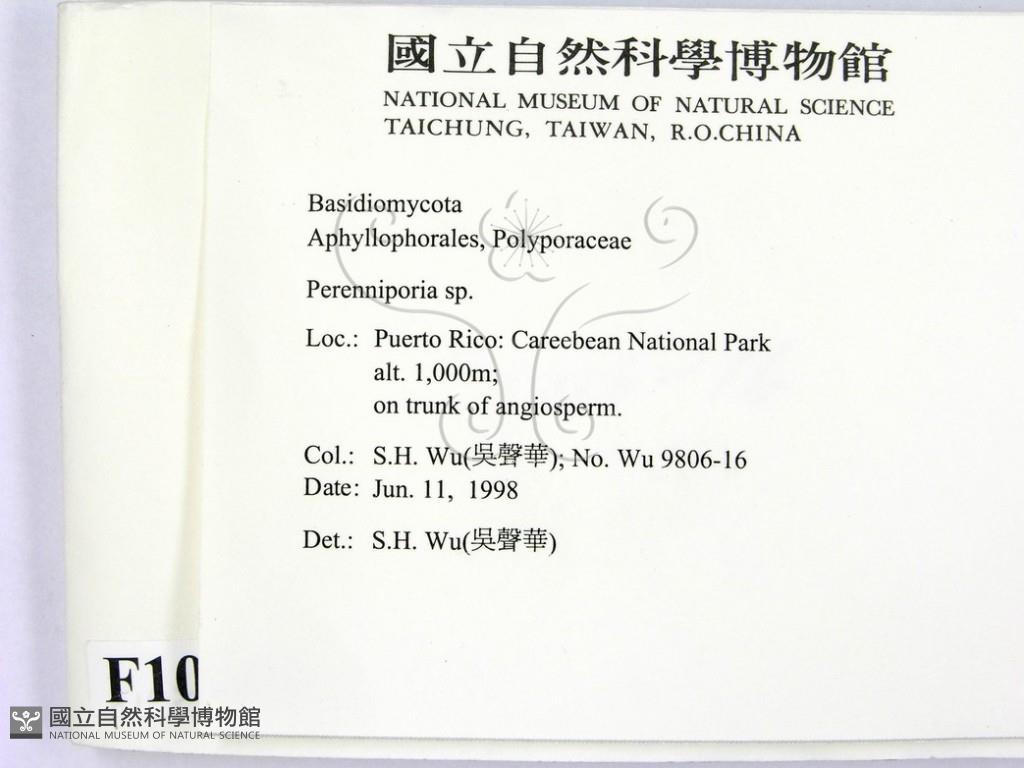 國立自然科學博物館
NATIONAL MUSEUM OF NATURAL SCIENCE
TAICHUNG, TAIWAN, R.O.CHINA
Basidiomycota
Aphyllophorales, Polyporaceae
Perenniporia sp.
Loc.: Puerto Rico: Careebean National Park
alt. 1,000m;
on trunk of angiosperm.
Col.: S.H. Wu(吳聲華); No. Wu 9806-16
Date: Jun. 11, 1998
Det.: S.H. Wu(吳聲華)
F10
國立自然科學博物館
NATIONAL MUSEUM OF NATURAL SCIENCE